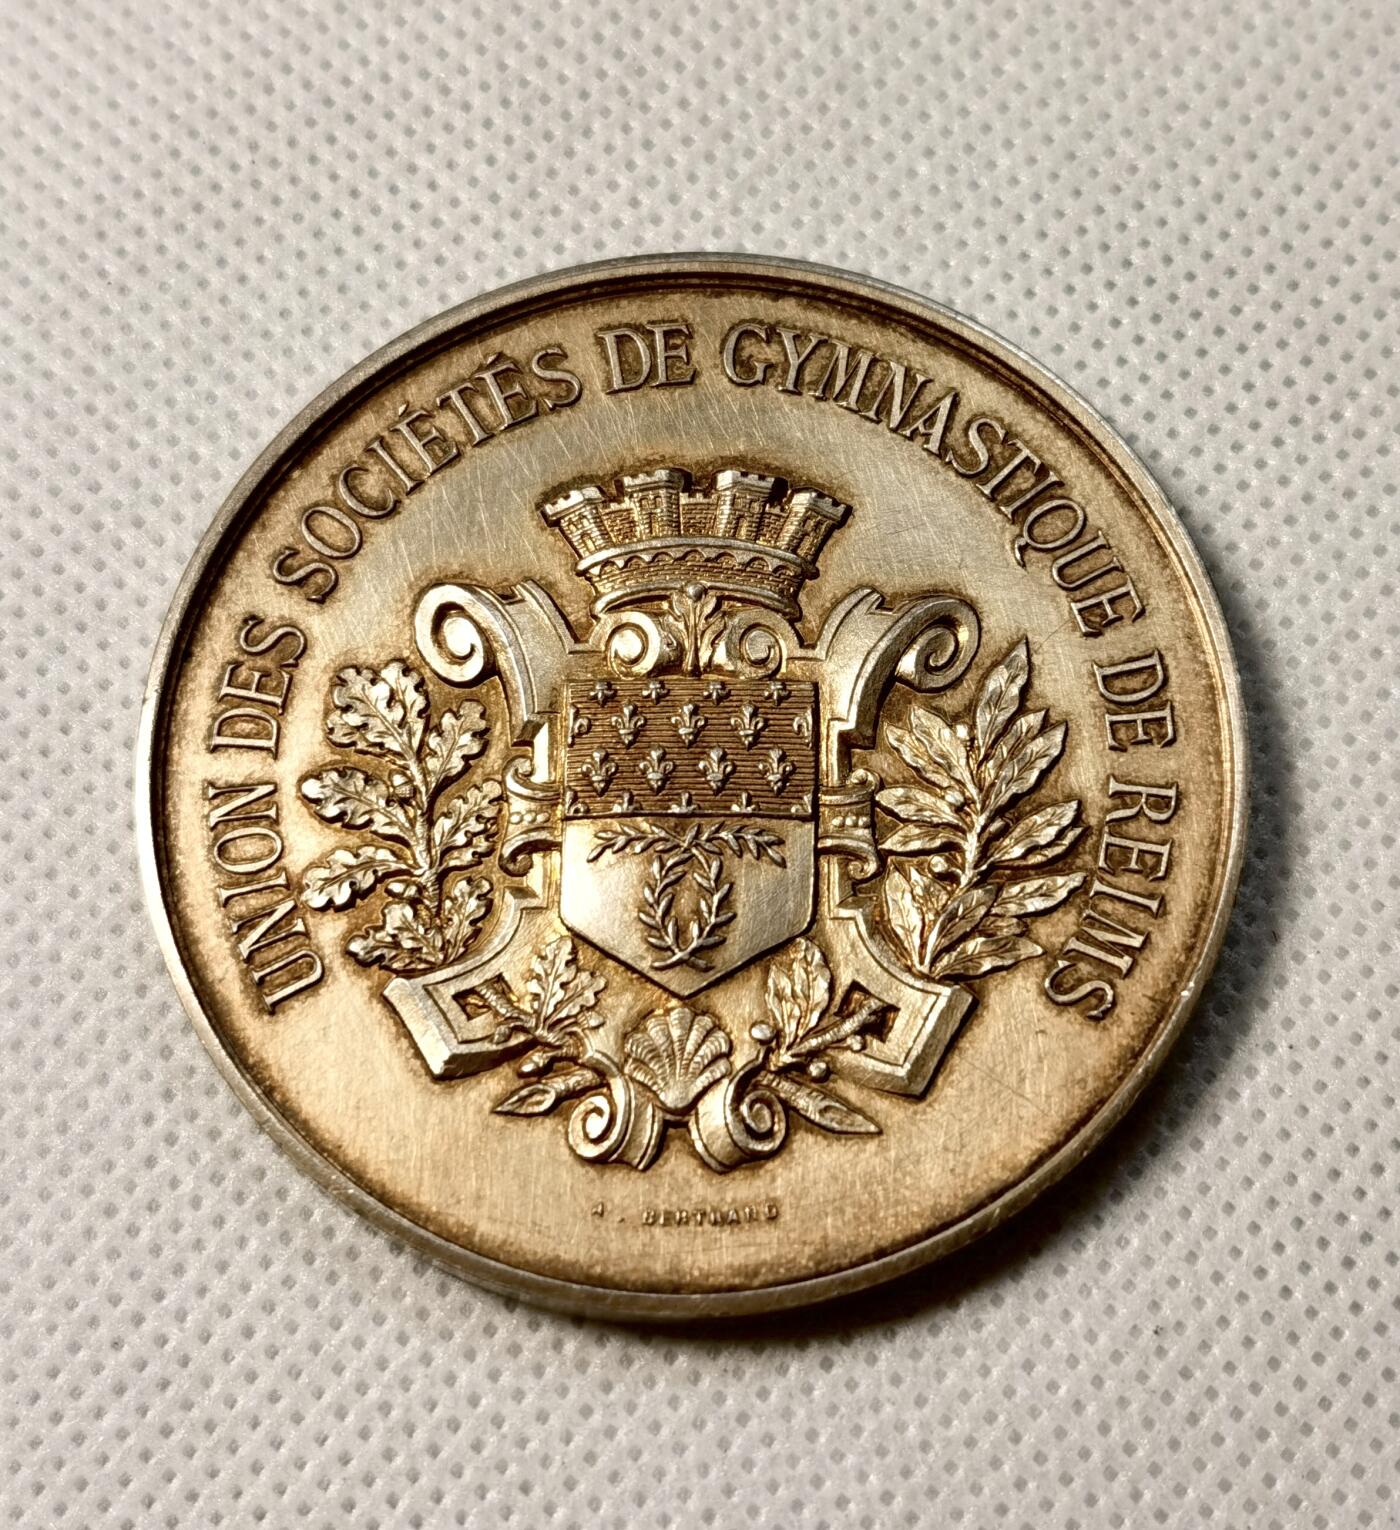 UNION DES SOCIÉTÉS DE GYMNASTIQUE DE REIMS
A. BERTRAND